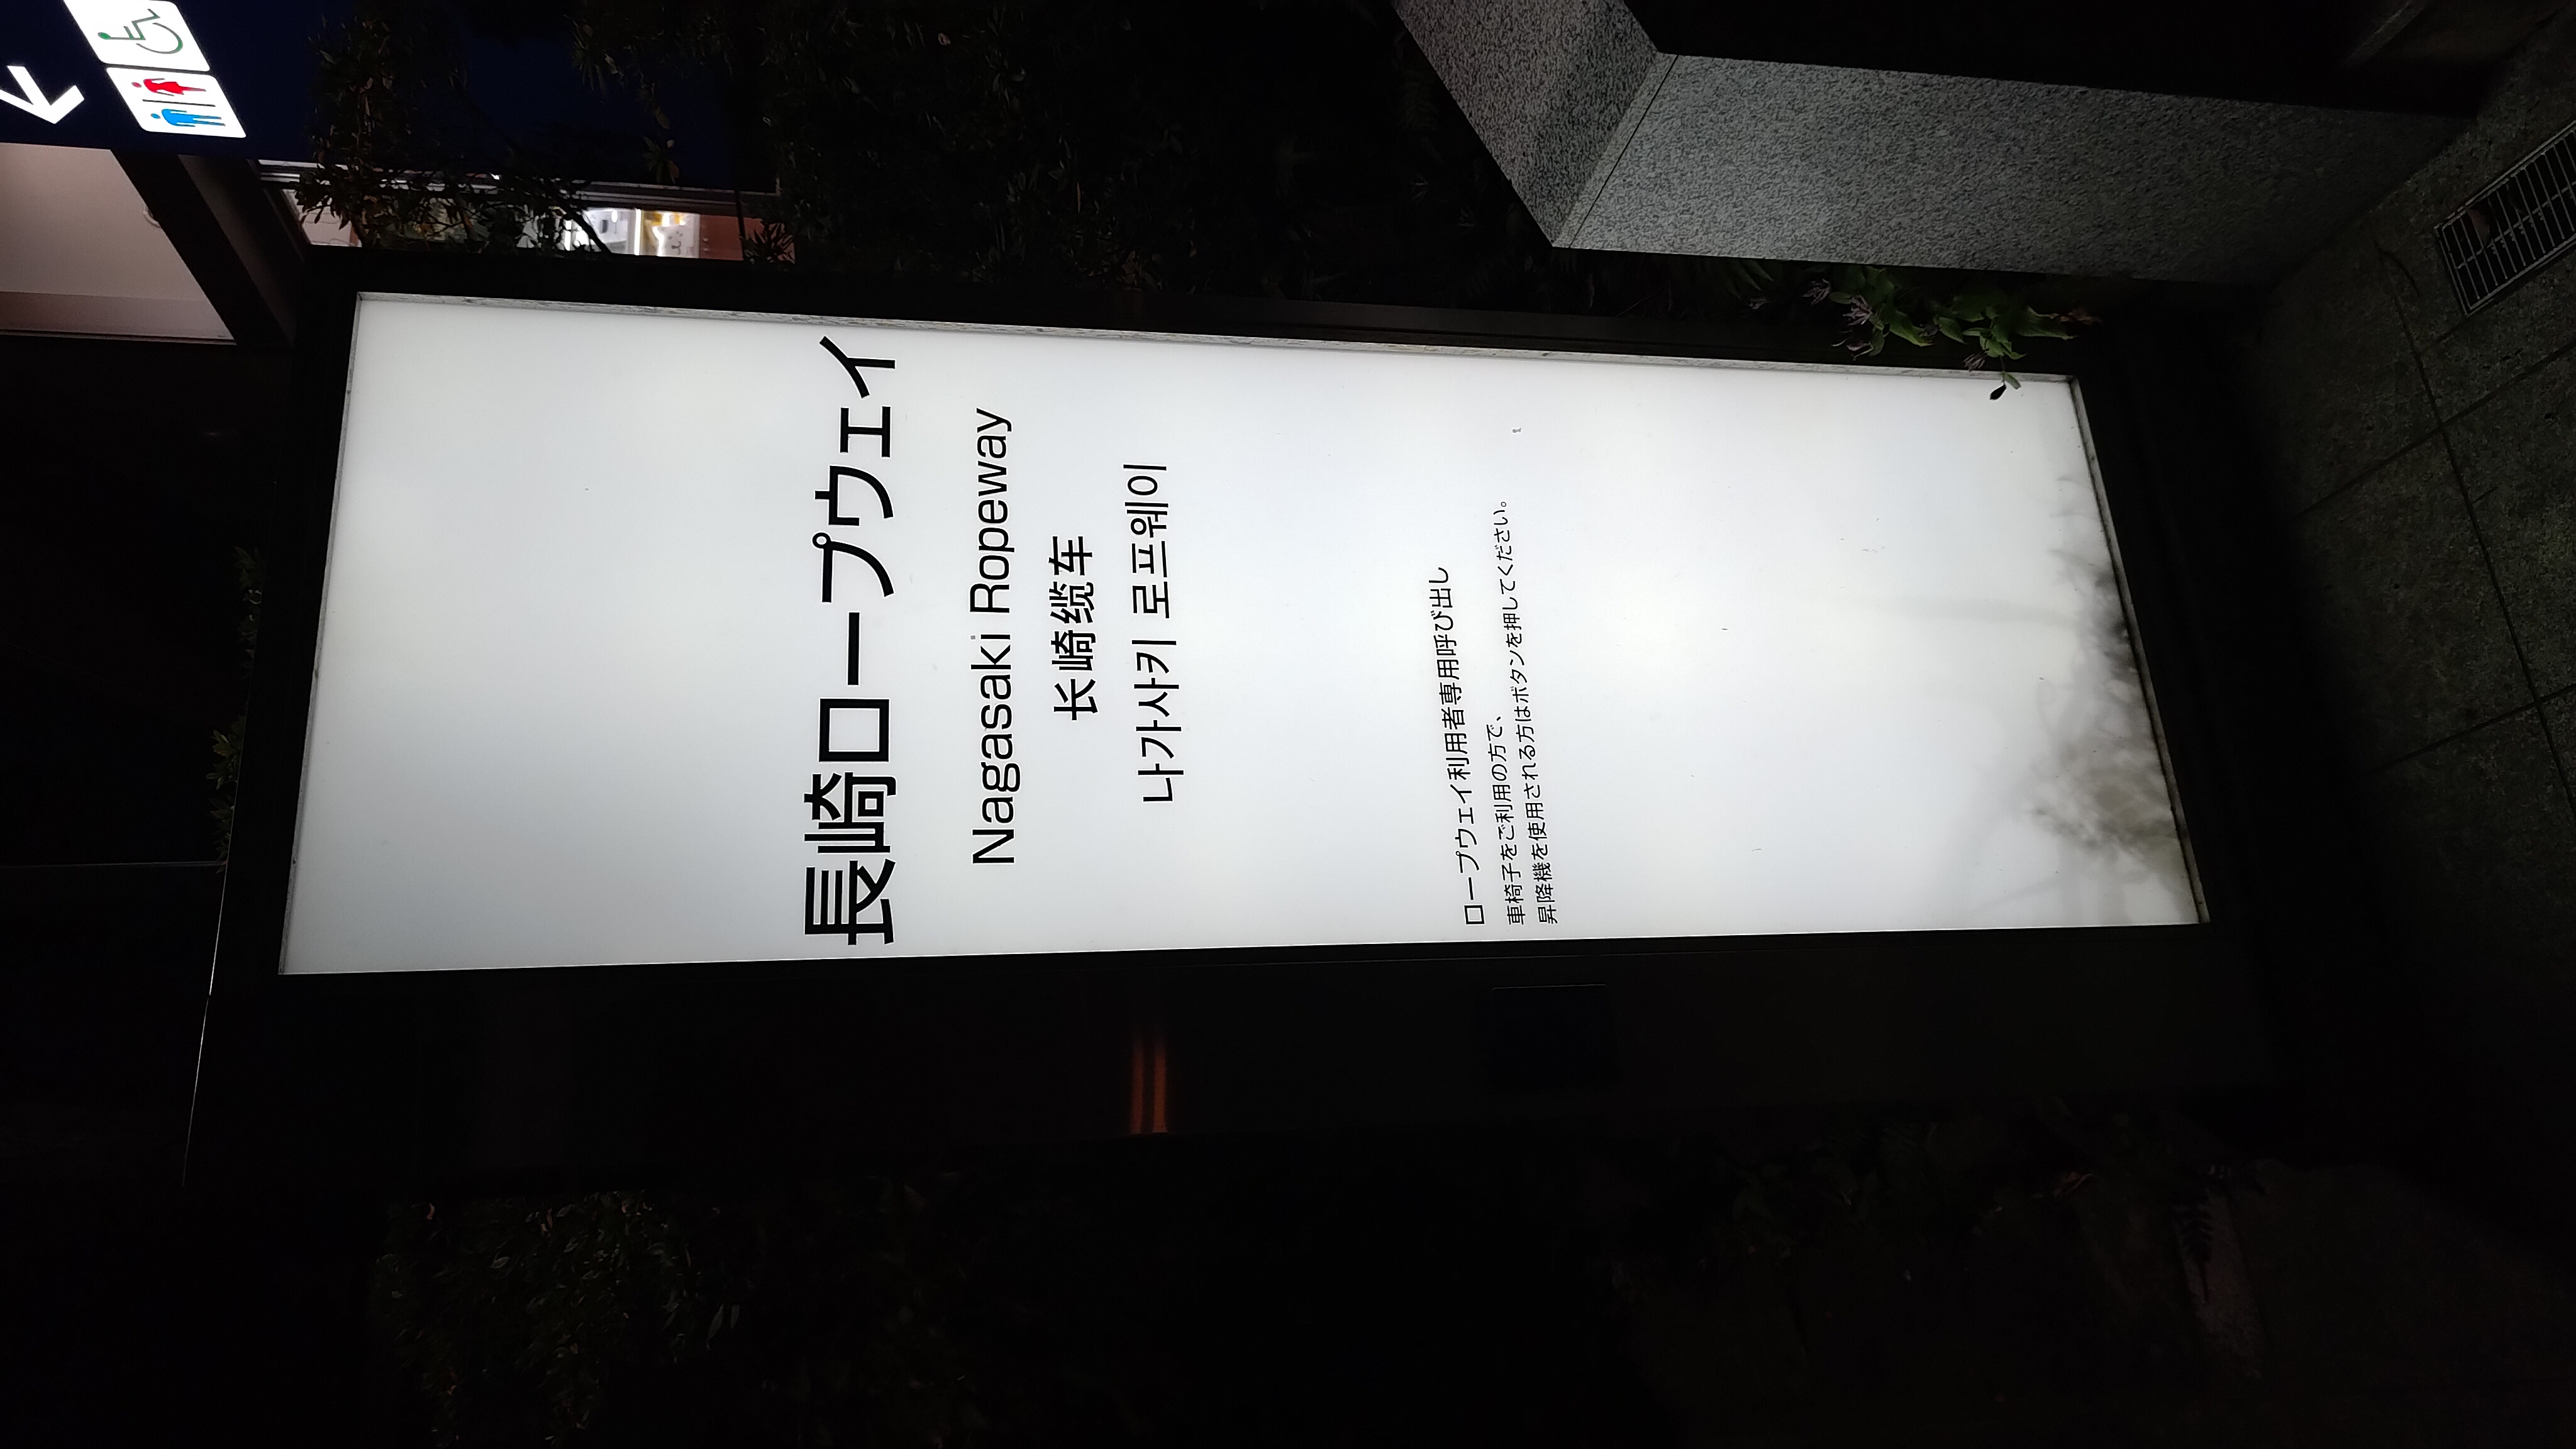 長崎ロープウェイ
Nagasaki Ropeway
长崎缆车
나가사키 로프웨이
ロープウェイ利用者専用呼び出し
車椅子をご利用の方で、
昇降機を使用される方はボタンを押してください。